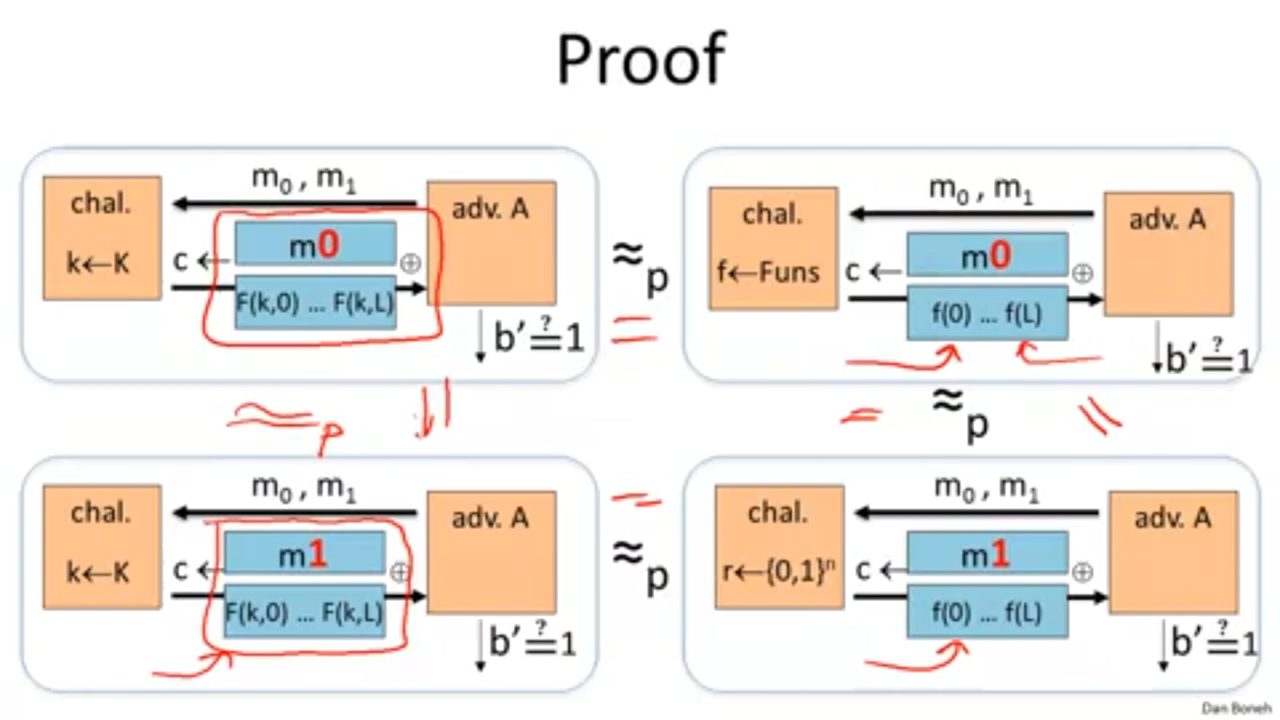 Proof
m₀ , m₁
chal.
adv. A
m0
k←K
c ←
⊕
F(k,0) … F(k,L)
b′ ≟ 1
≈p
=
m₀ , m₁
chal.
adv. A
m0
f←Funs
c ←
⊕
f(0) … f(L)
b′ ≟ 1
≈p
=
≈p
=
m₀ , m₁
chal.
adv. A
m1
k←K
c ←
⊕
F(k,0) … F(k,L)
b′ ≟ 1
=
≈p
m₀ , m₁
chal.
adv. A
m1
r←{0,1}ⁿ
c ←
⊕
f(0) … f(L)
b′ ≟ 1
Dan Boneh